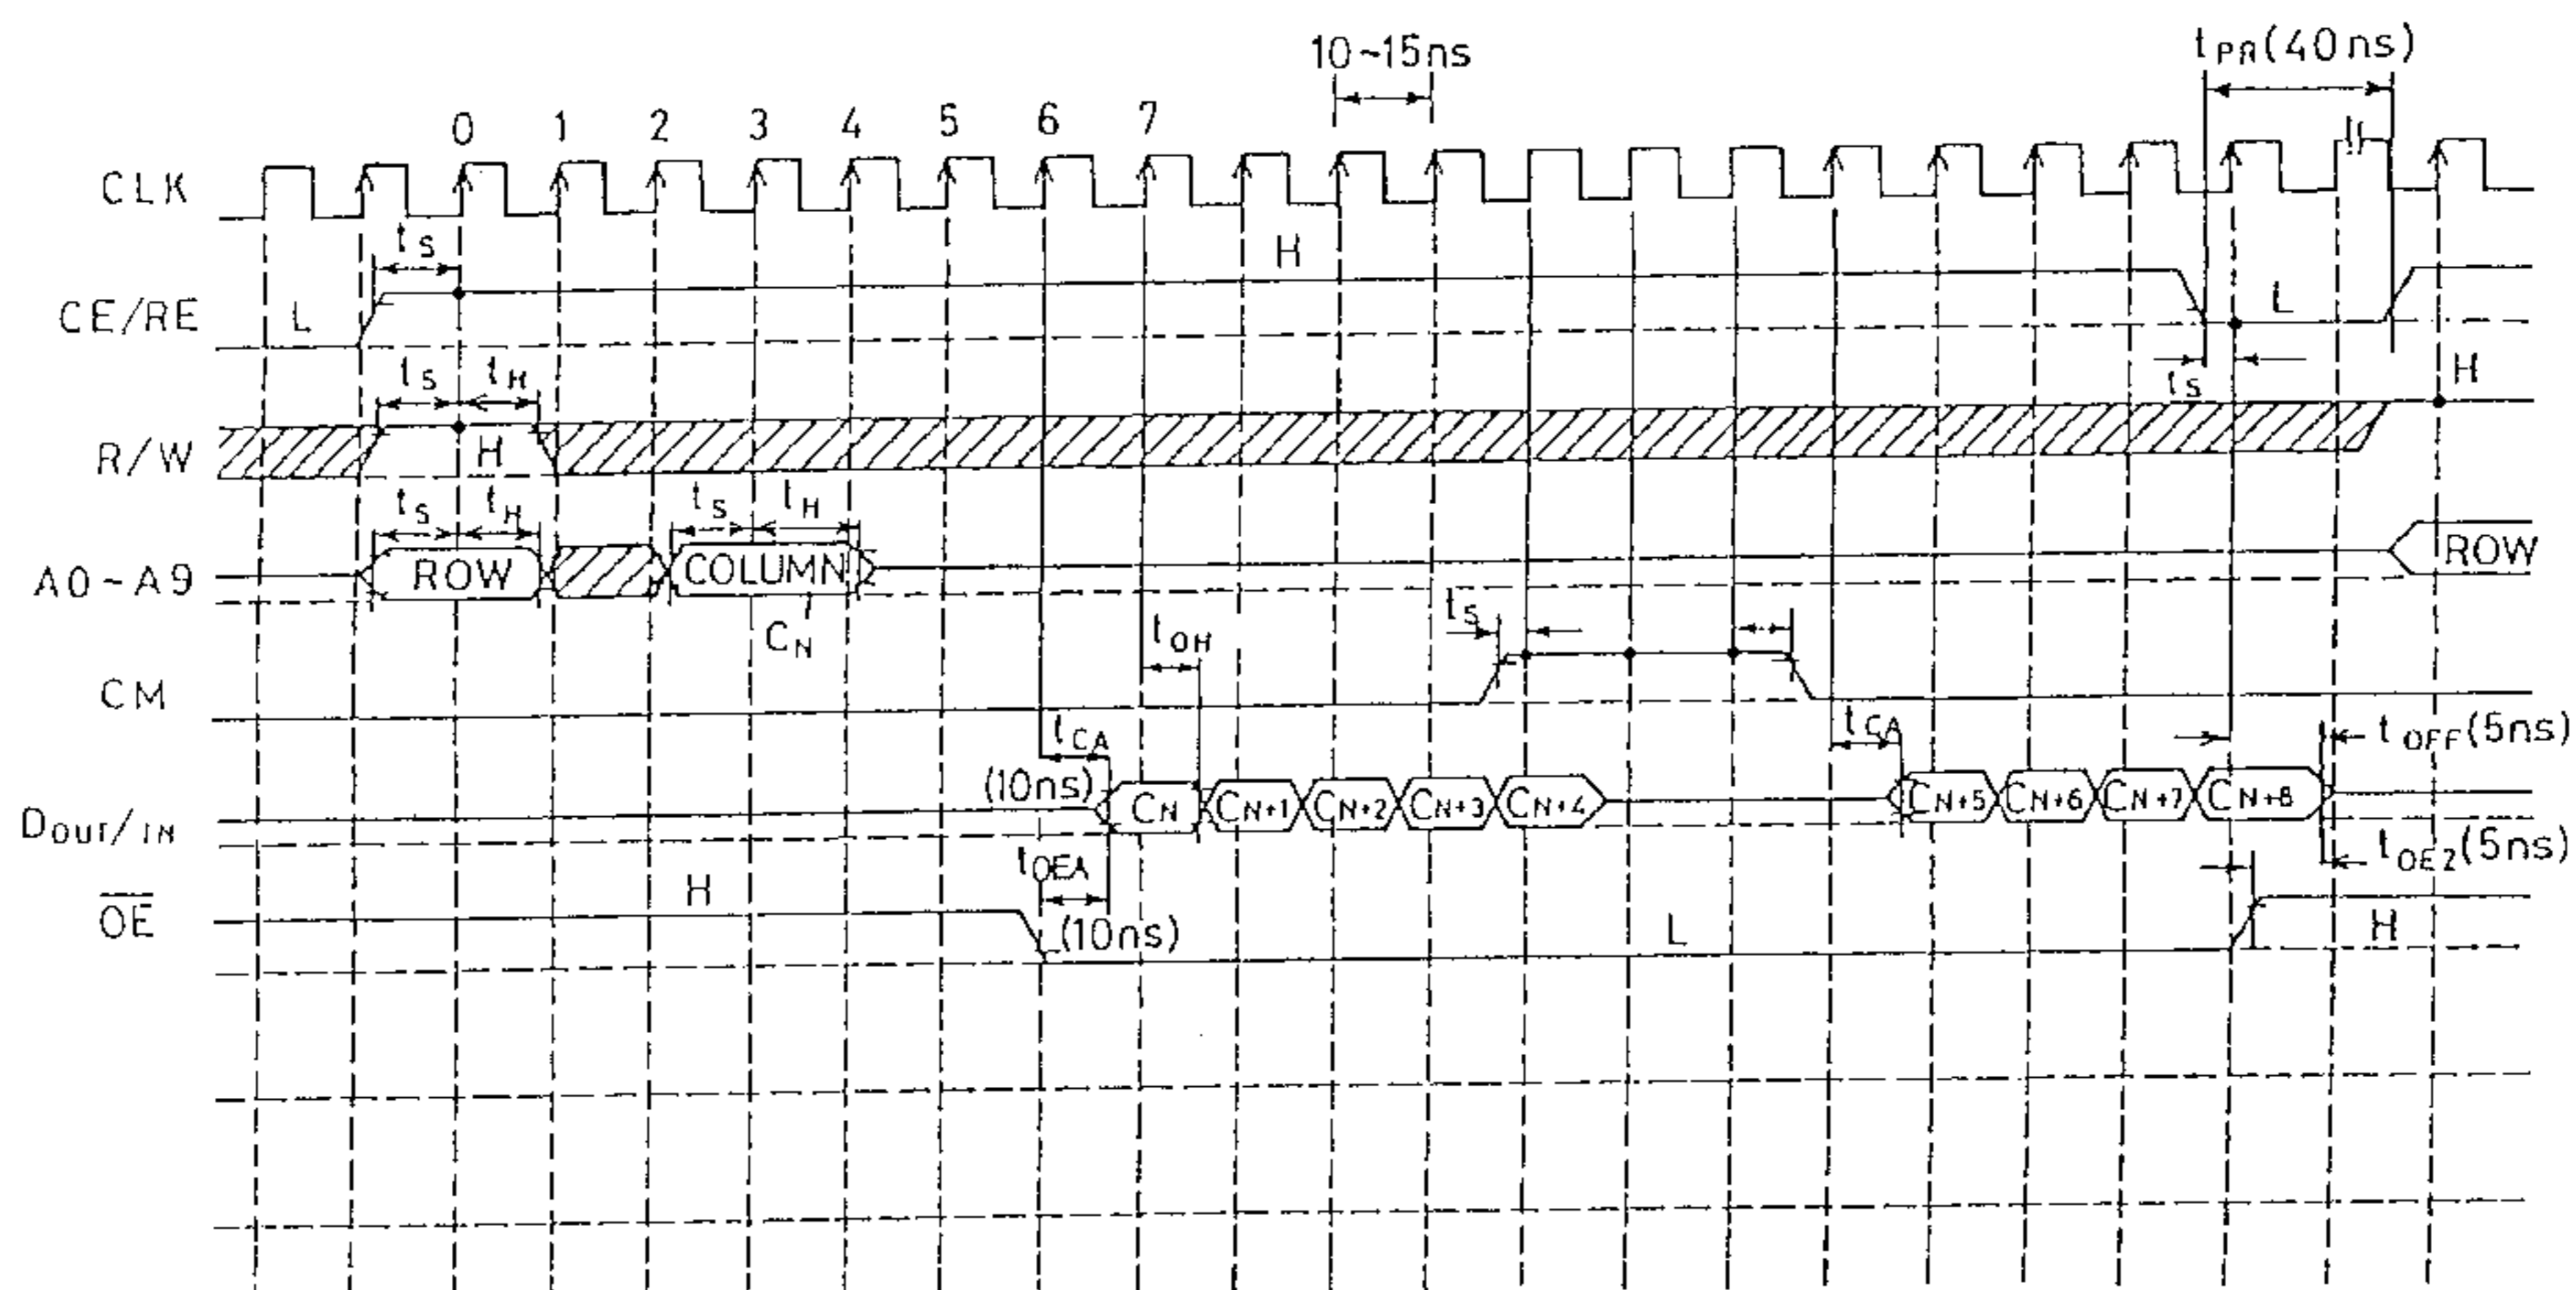 10~15ns
tPR(40ns)
0 1 2 3 4 5 6 7
CLK
tS
H
CE/RE
L
L
tS
tS tH
H
R/W
H
tS tH
tS tH
A0~A9
ROW
COLUMN
ROW
CN
tS
tOH
CM
tCA
(10ns)
tCA
tOFF(5ns)
DOUT/IN
CN
CN+1
CN+2
CN+3
CN+4
CN+5
CN+6
CN+7
CN+8
tOEA
(10ns)
tOEZ(5ns)
OE
H
L
H